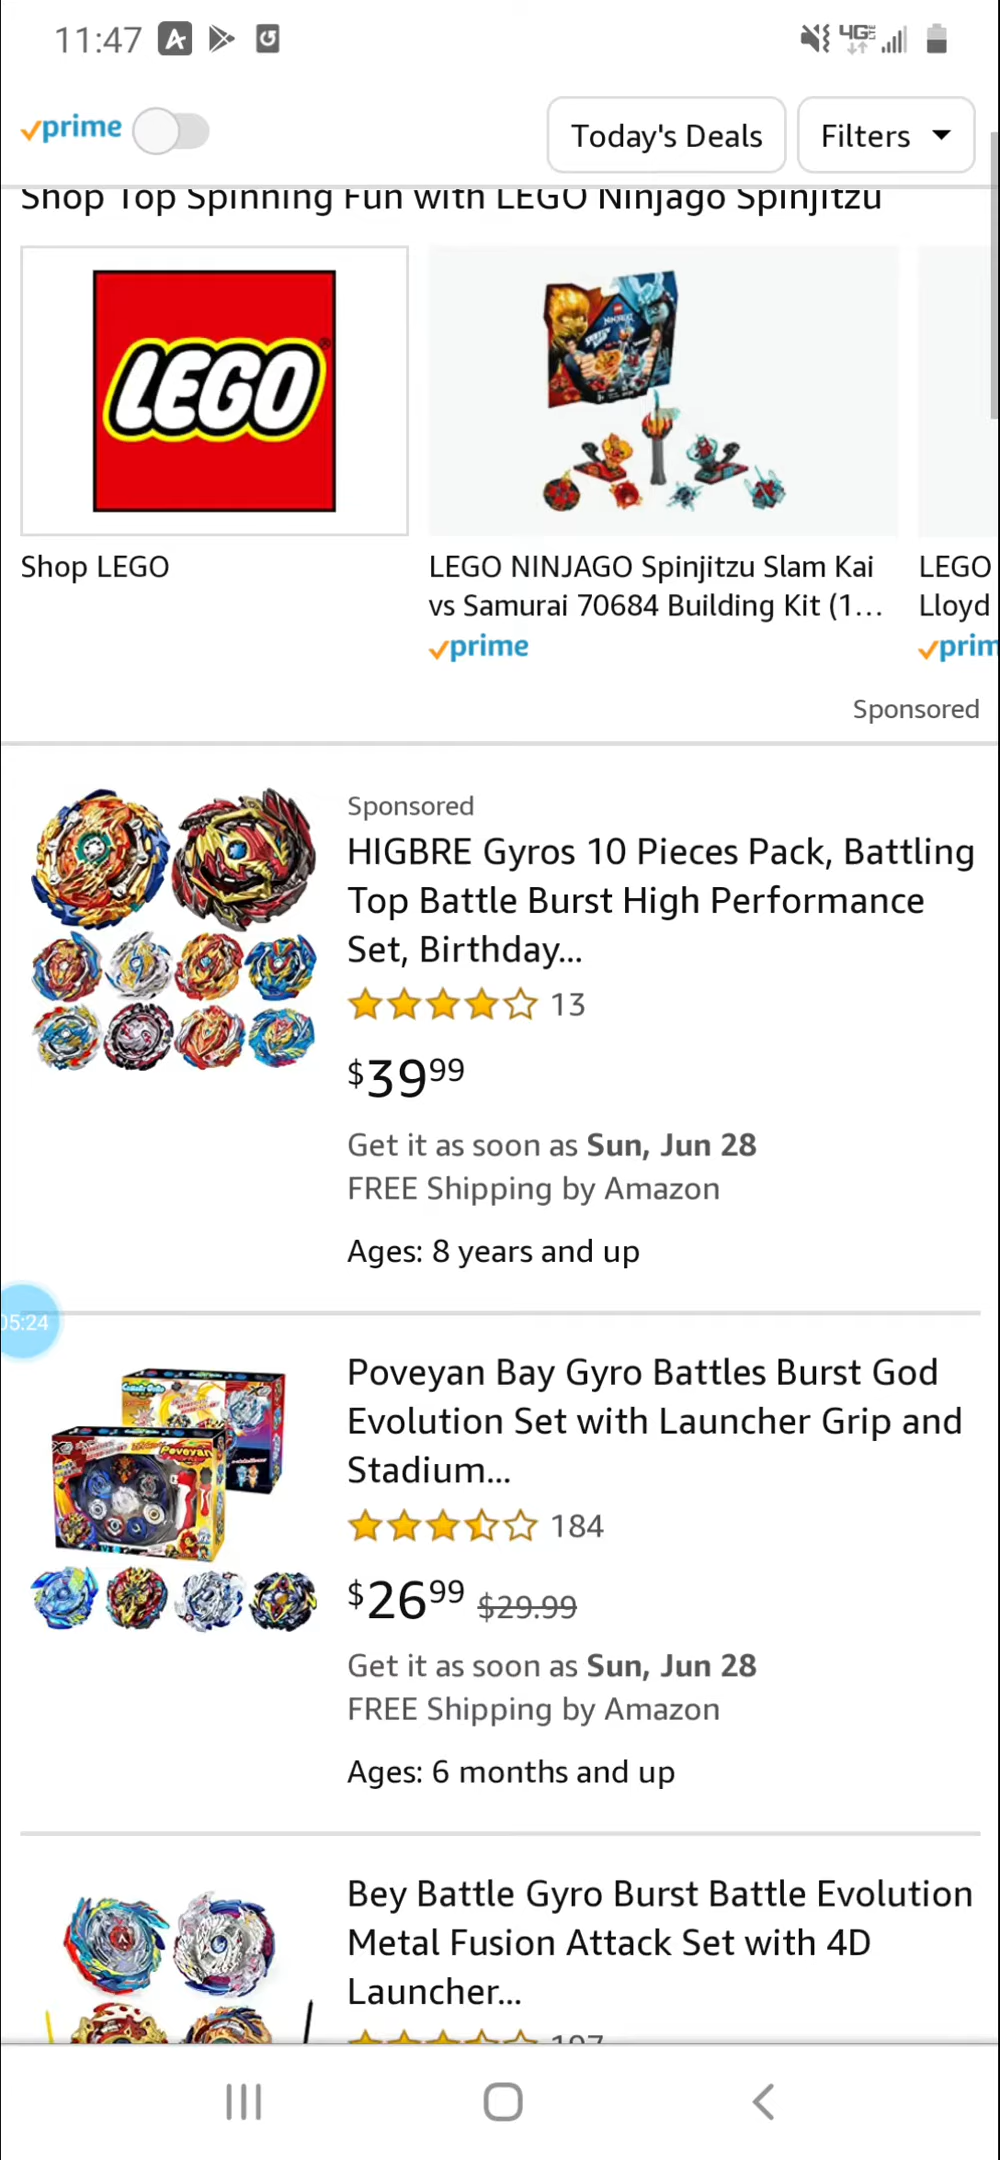 11:47
4GE
prime
Today's Deals
Filters
Shop Top Spinning Fun with LEGO Ninjago Spinjitzu
LEGO
NINJAGO
Shop LEGO
LEGO NINJAGO Spinjitzu Slam Kai
vs Samurai 70684 Building Kit (1...
prime
LEGO
Lloyd
prim
Sponsored
Sponsored
HIGBRE Gyros 10 Pieces Pack, Battling
Top Battle Burst High Performance
Set, Birthday...
13
$39 99
Get it as soon as Sun, Jun 28
FREE Shipping by Amazon
Ages: 8 years and up
05:24
Poveyan
Poveyan Bay Gyro Battles Burst God
Evolution Set with Launcher Grip and
Stadium...
184
$26 99 $29.99
Get it as soon as Sun, Jun 28
FREE Shipping by Amazon
Ages: 6 months and up
Bey Battle Gyro Burst Battle Evolution
Metal Fusion Attack Set with 4D
Launcher...